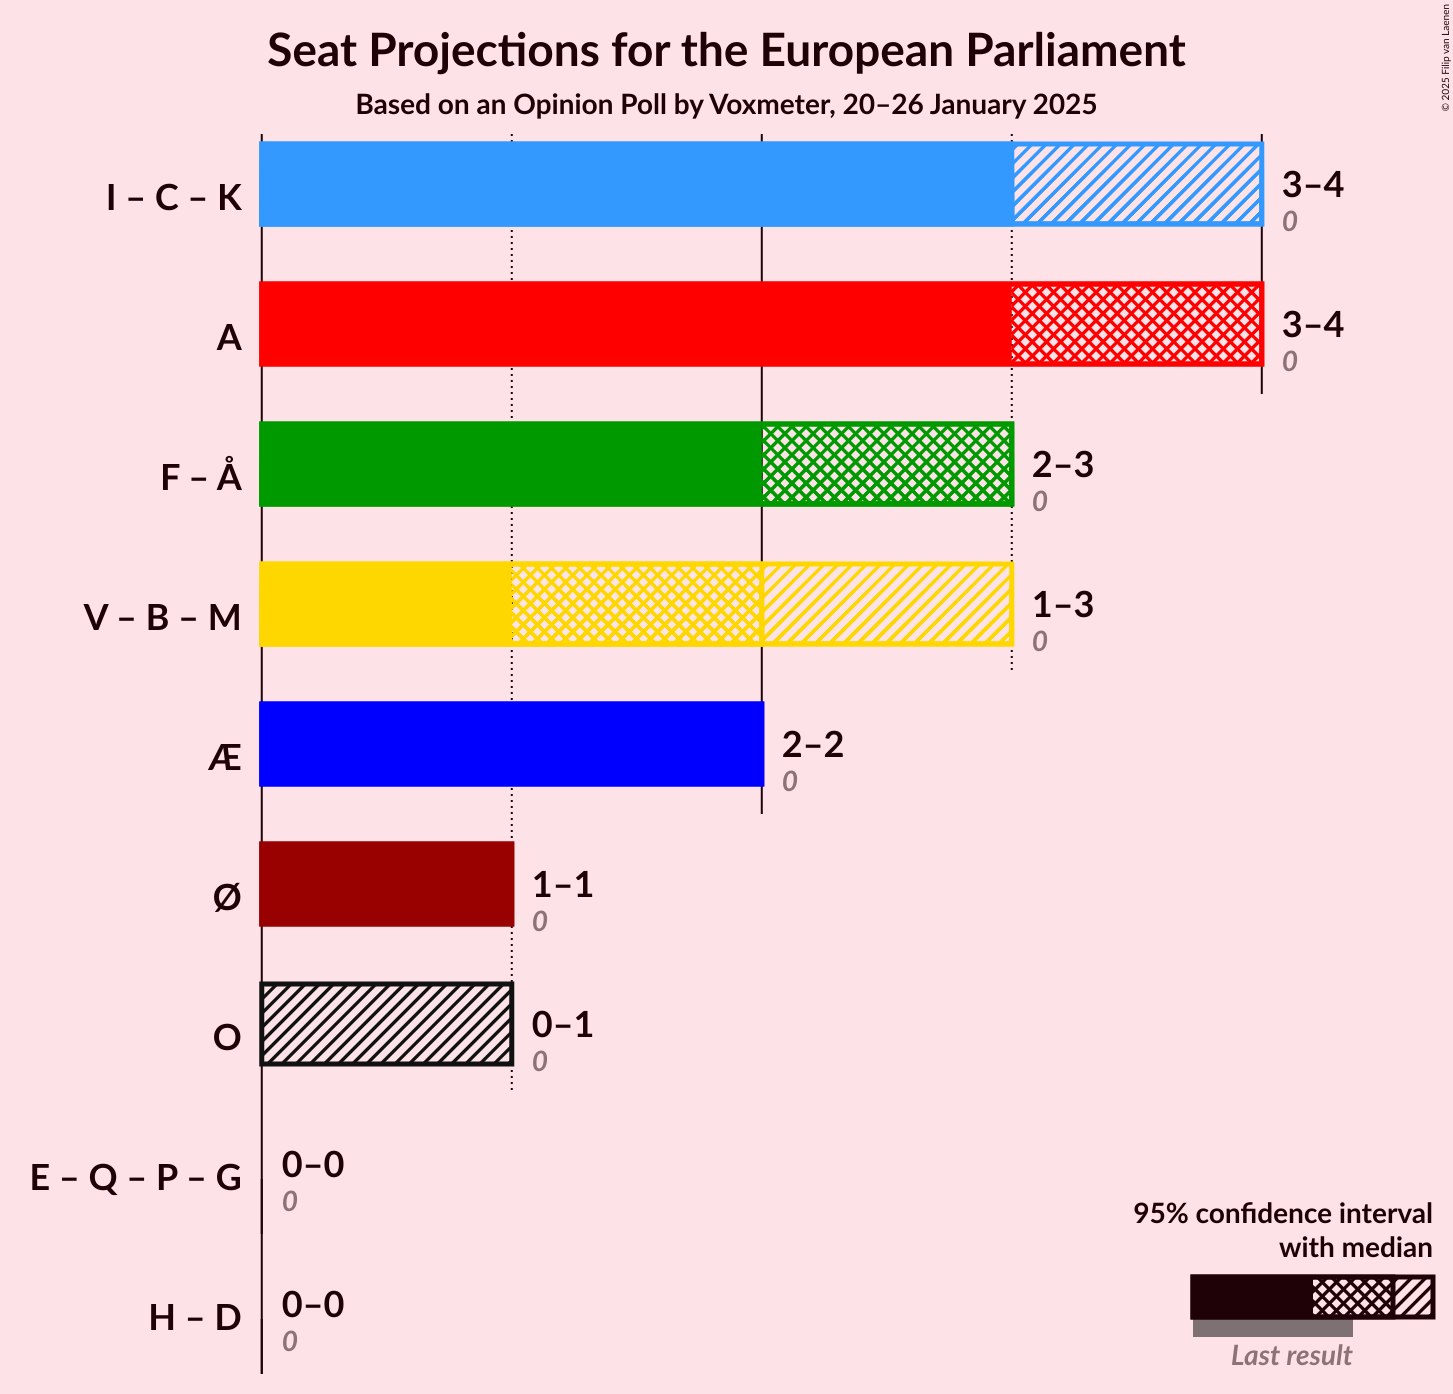 Seat Projections for the European Parliament
Based on an Opinion Poll by Voxmeter, 20–26 January 2025
© 2025 Filip van Laenen
I – C – K
3–4
0
A
3–4
0
F – Å
2–3
0
V – B – M
1–3
0
Æ
2–2
0
Ø
1–1
0
O
0–1
0
E – Q – P – G
0–0
0
H – D
0–0
0
95% confidence interval
with median
Last result